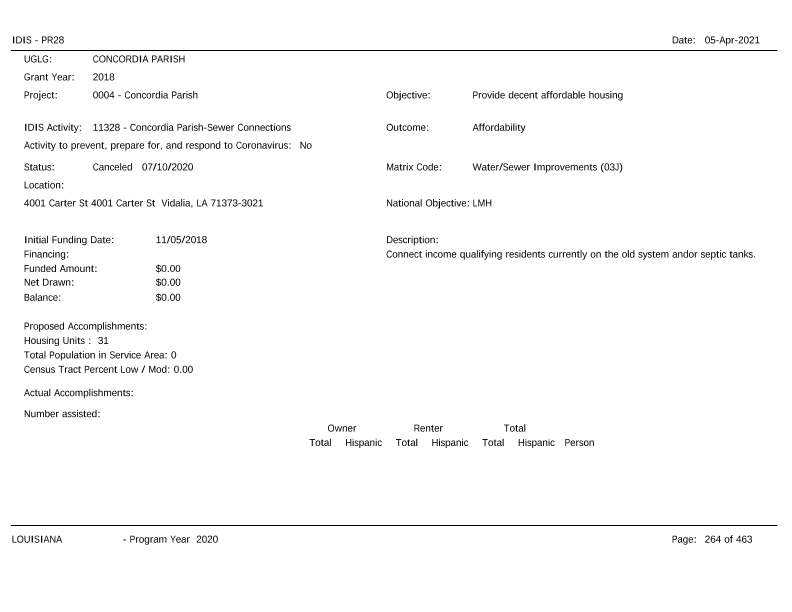 IDIS - PR28 Date: 05-Apr-2021
UGLG: CONCORDIA PARISH
Grant Year: 2018
Project: 0004 - Concordia Parish Objective: Provide decent affordable housing
IDIS Activity: 11328 - Concordia Parish-Sewer Connections Outcome: Affordability
Activity to prevent, prepare for, and respond to Coronavirus: No
Status: Canceled 07/10/2020 Matrix Code: Water/Sewer Improvements (03J)
Location:
4001 Carter St 4001 Carter St Vidalia, LA 71373-3021 National Objective: LMH
Initial Funding Date: 11/05/2018 Description:
Financing: Connect income qualifying residents currently on the old system andor septic tanks.
Funded Amount: $0.00
Net Drawn: $0.00
Balance: $0.00
Proposed Accomplishments:
Housing Units : 31
Total Population in Service Area: 0
Census Tract Percent Low / Mod: 0.00
Actual Accomplishments:
Number assisted:
Owner Renter Total
Total Hispanic Total Hispanic Total Hispanic Person
LOUISIANA - Program Year 2020 Page: 264 of 463